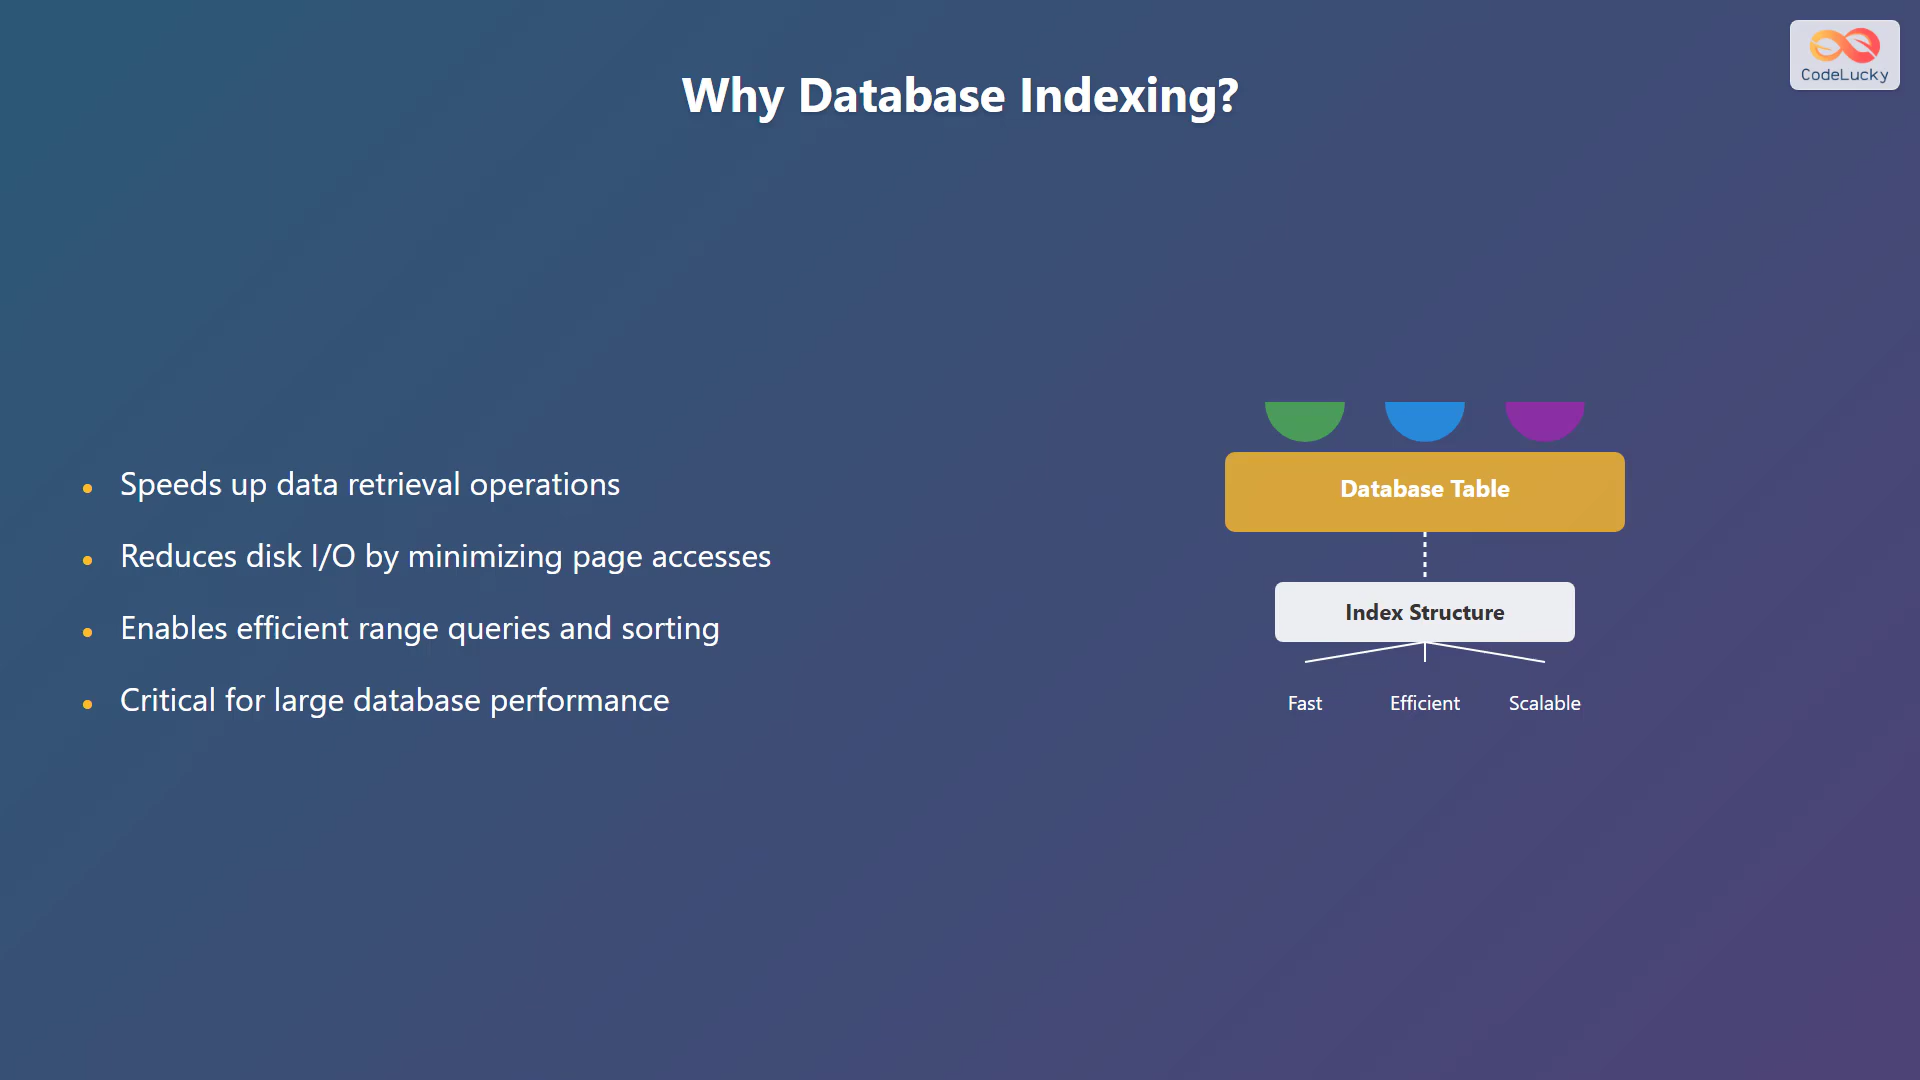 CodeLucky
Why Database Indexing?
Speeds up data retrieval operations
Reduces disk I/O by minimizing page accesses
Enables efficient range queries and sorting
Critical for large database performance
Database Table
Index Structure
Fast Efficient Scalable